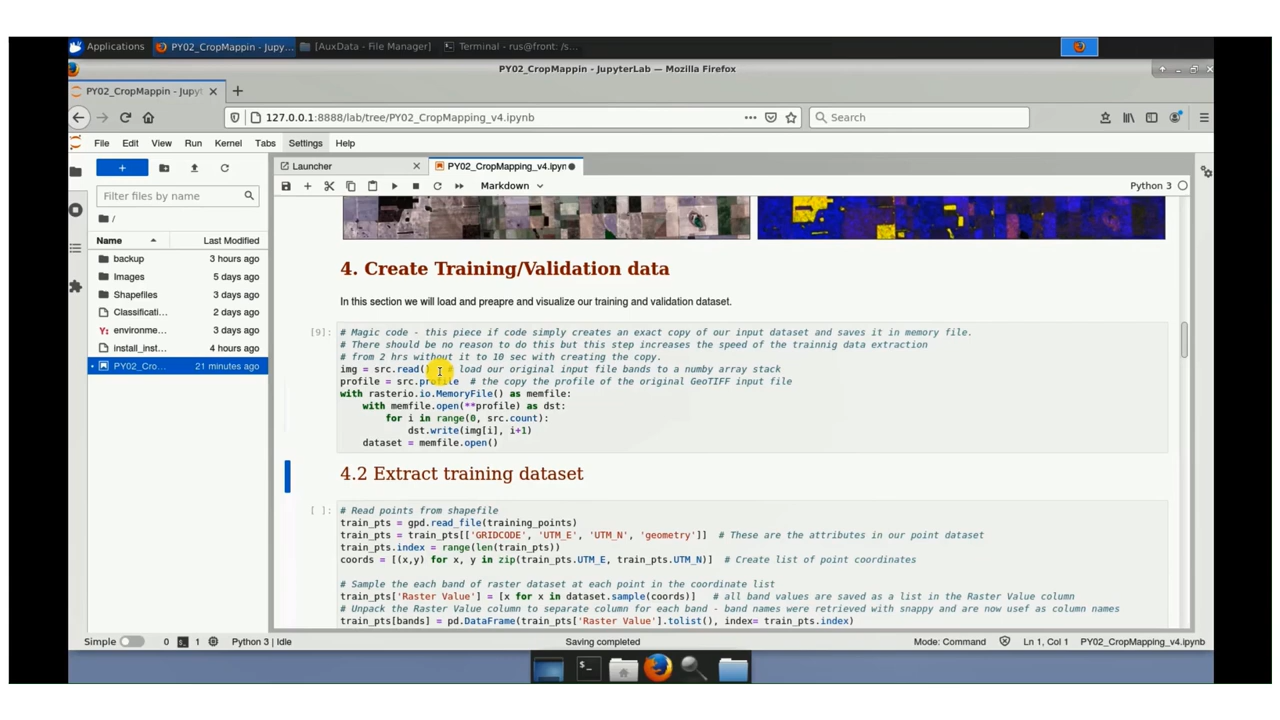 Applications
PY02_CropMappin - Jupy...
[AuxData - File Manager]
Terminal - rus@front: /s...
PY02_CropMappin - JupyterLab — Mozilla Firefox
PY02_CropMappin - Jupyt
127.0.0.1:8888/lab/tree/PY02_CropMapping_v4.ipynb
Search
File Edit View Run Kernel Tabs Settings Help
Launcher
PY02_CropMapping_v4.ipyn
Filter files by name
Markdown
Python 3
/
Name Last Modified
backup 3 hours ago
Images 5 days ago
Shapefiles 3 days ago
Classificati... 2 days ago
environme... 3 days ago
install_inst... 4 hours ago
PY02_Cro... 21 minutes ago
4. Create Training/Validation data
In this section we will load and preapre and visualize our training and validation dataset.
[9]:
# Magic code - this piece if code simply creates an exact copy of our input dataset and saves it in memory file.
# There should be no reason to do this but this step increases the speed of the trainnig data extraction
# from 2 hrs without it to 10 sec with creating the copy.
img = src.read() # load our original input file bands to a numby array stack
profile = src.profile # the copy the profile of the original GeoTIFF input file
with rasterio.io.MemoryFile() as memfile:
with memfile.open(**profile) as dst:
for i in range(0, src.count):
dst.write(img[i], i+1)
dataset = memfile.open()
4.2 Extract training dataset
[ ]:
# Read points from shapefile
train_pts = gpd.read_file(training_points)
train_pts = train_pts[['GRIDCODE', 'UTM_E', 'UTM_N', 'geometry']] # These are the attributes in our point dataset
train_pts.index = range(len(train_pts))
coords = [(x,y) for x, y in zip(train_pts.UTM_E, train_pts.UTM_N)] # Create list of point coordinates
# Sample the each band of raster dataset at each point in the coordinate list
train_pts['Raster Value'] = [x for x in dataset.sample(coords)] # all band values are saved as a list in the Raster Value column
# Unpack the Raster Value column to separate column for each band - band names were retrieved with snappy and are now usef as column names
train_pts[bands] = pd.DataFrame(train_pts['Raster Value'].tolist(), index= train_pts.index)
Simple 0 1 Python 3 | Idle
Saving completed
Mode: Command
Ln 1, Col 1
PY02_CropMapping_v4.ipynb